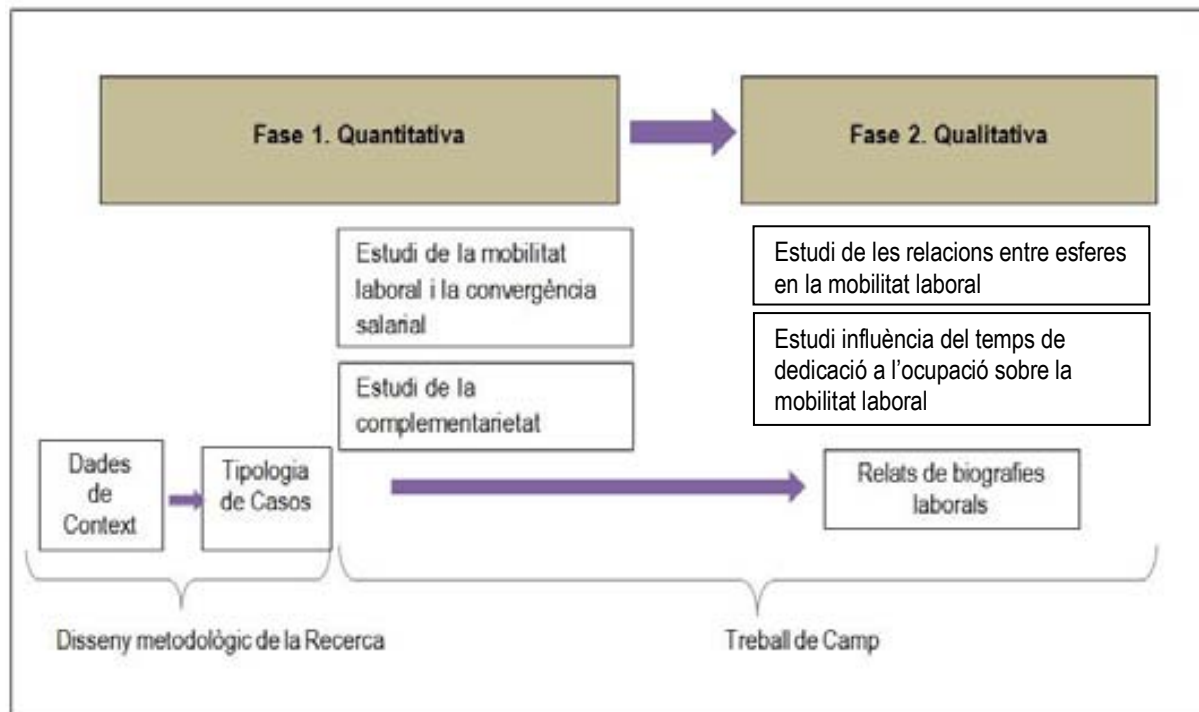 Fase 1. Quantitativa
Fase 2. Qualitativa
Estudi de la mobilitat
laboral i la convergència
salarial
Estudi de les relacions entre esferes
en la mobilitat laboral
Estudi influència del temps de
dedicació a l’ocupació sobre la
mobilitat laboral
Estudi de la
complementarietat
Dades
de
Context
Tipologia
de Casos
Relats de biografies
laborals
Disseny metodològic de la Recerca
Treball de Camp